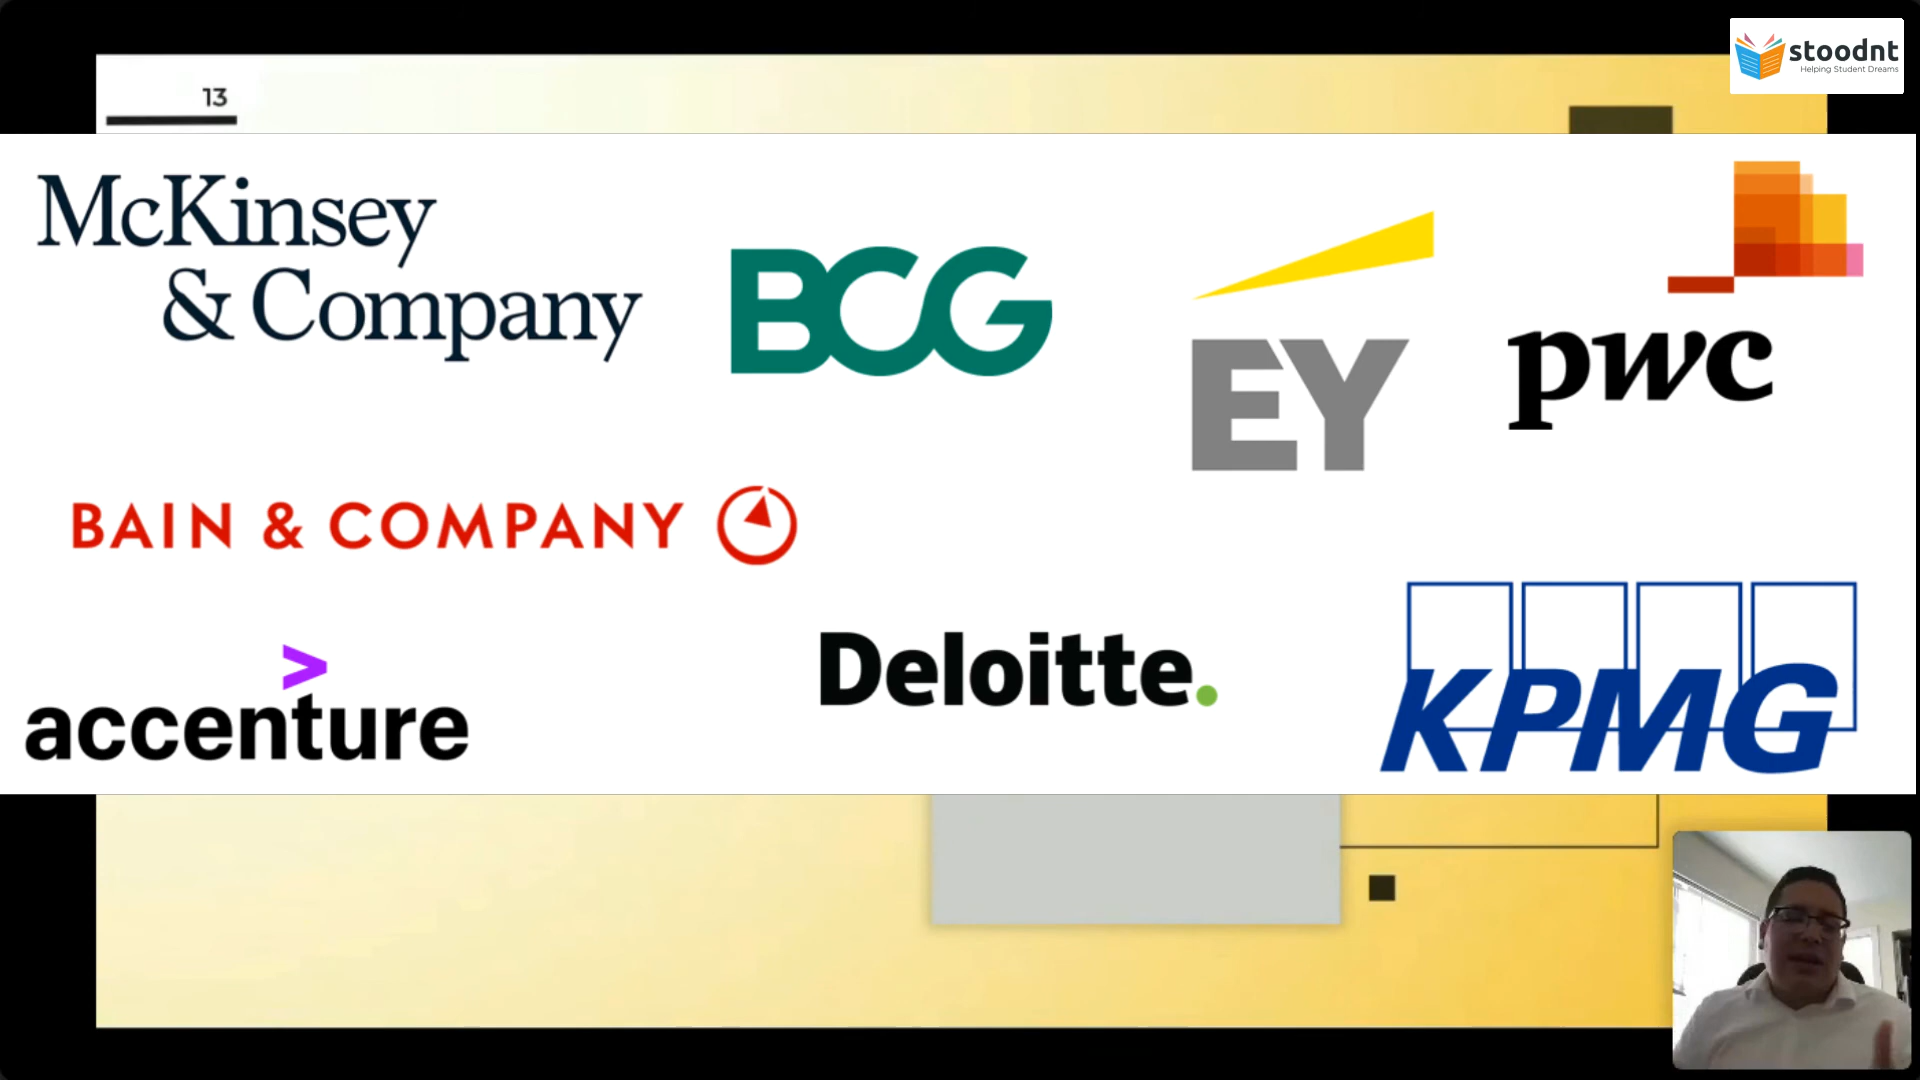 stoodnt
Helping Student Dreams
13
McKinsey
& Company
BCG
EY
pwc
BAIN & COMPANY
accenture
Deloitte.
KPMG